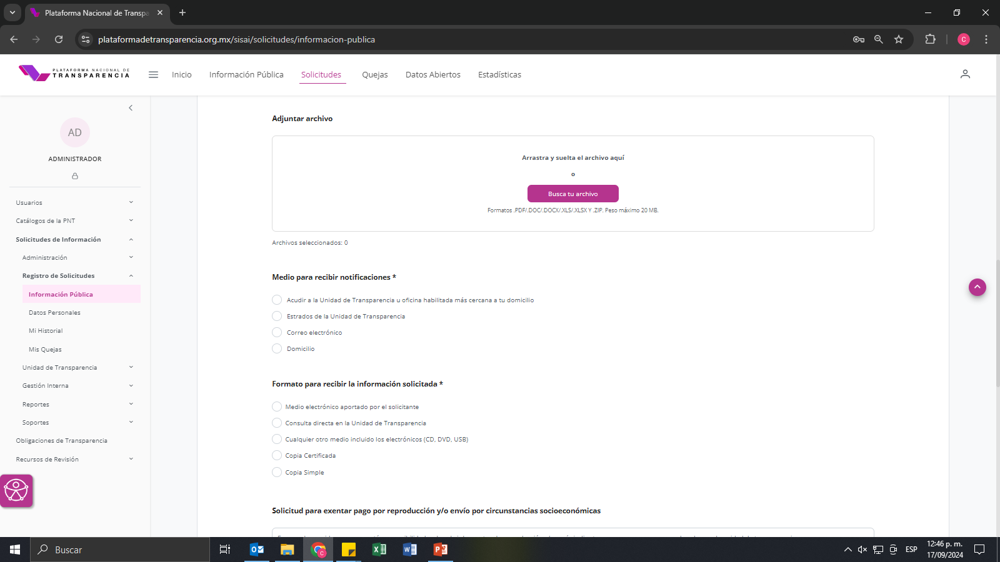 Plataforma Nacional de Transpa
plataformadetransparencia.org.mx/sisai/solicitudes/informacion-publica
C
PLATAFORMA NACIONAL DE
TRANSPARENCIA
Inicio
Información Pública
Solicitudes
Quejas
Datos Abiertos
Estadísticas
AD
ADMINISTRADOR
Usuarios
Catálogos de la PNT
Solicitudes de Información
Administración
Registro de Solicitudes
Información Pública
Datos Personales
Mi Historial
Mis Quejas
Unidad de Transparencia
Gestión Interna
Reportes
Soportes
Obligaciones de Transparencia
Recursos de Revisión
Adjuntar archivo
Arrastra y suelta el archivo aquí
o
Busca tu archivo
Formatos .PDF/.DOC/.DOCX/.XLS/.XLSX Y .ZIP. Peso máximo 20 MB.
Archivos seleccionados: 0
Medio para recibir notificaciones *
Acudir a la Unidad de Transparencia u oficina habilitada más cercana a tu domicilio
Estrados de la Unidad de Transparencia
Correo electrónico
Domicilio
Formato para recibir la información solicitada *
Medio electrónico aportado por el solicitante
Consulta directa en la Unidad de Transparencia
Cualquier otro medio incluido los electrónicos (CD, DVD, USB)
Copia Certificada
Copia Simple
Solicitud para exentar pago por reproducción y/o envío por circunstancias socioeconómicas
Buscar
ESP
12:46 p. m.
17/09/2024